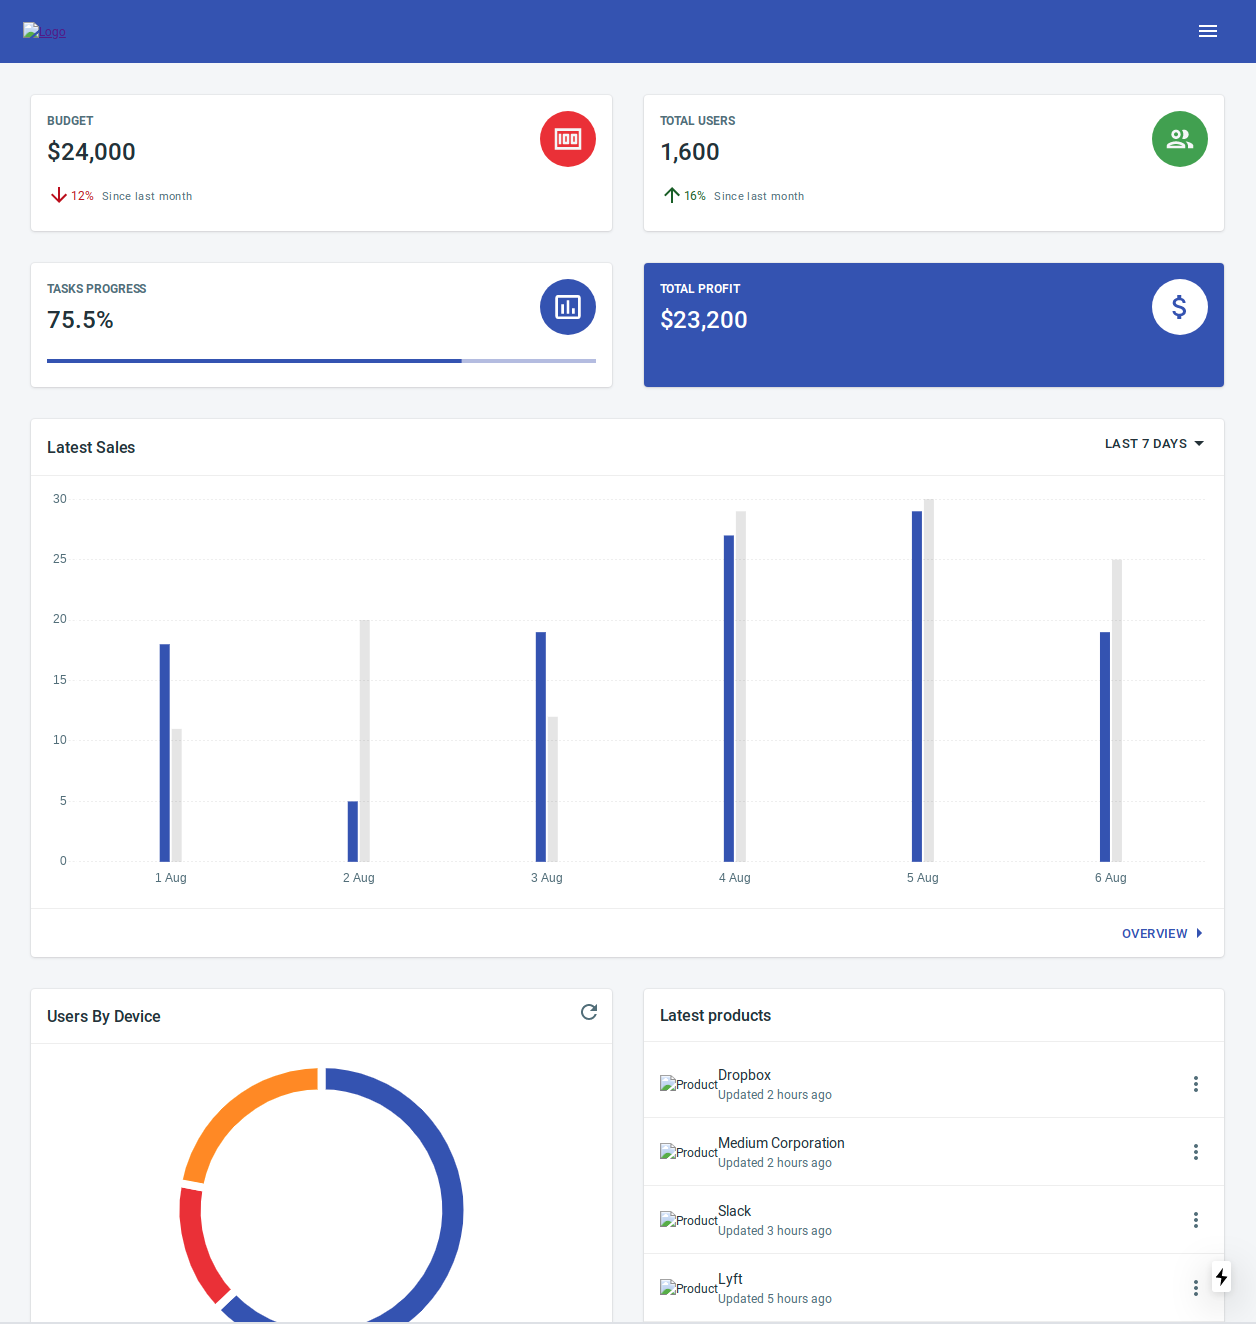 Logo
BUDGET
$24,000
12% Since last month
TOTAL USERS
1,600
16% Since last month
TASKS PROGRESS
75.5%
TOTAL PROFIT
$23,200
Latest Sales
LAST 7 DAYS
30
25
20
15
10
5
0
1 Aug
2 Aug
3 Aug
4 Aug
5 Aug
6 Aug
OVERVIEW
Users By Device
Latest products
Product
Dropbox
Updated 2 hours ago
Product
Medium Corporation
Updated 2 hours ago
Product
Slack
Updated 3 hours ago
Product
Lyft
Updated 5 hours ago